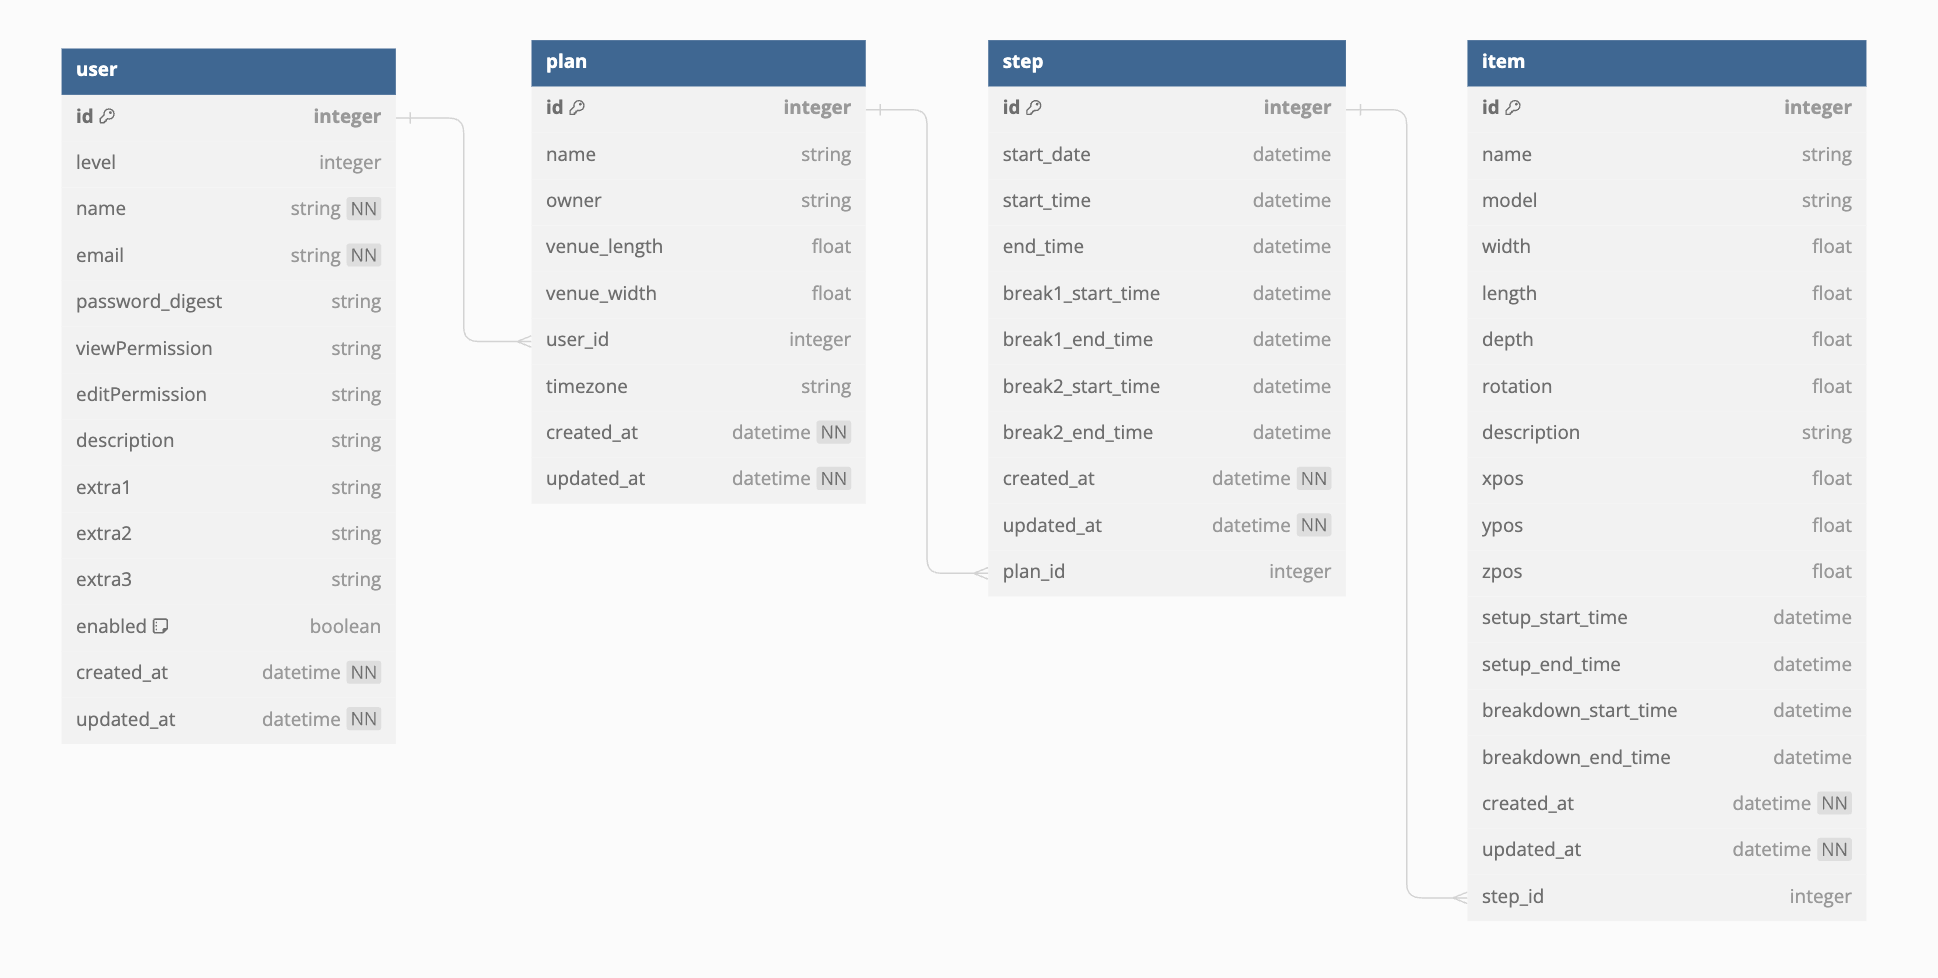 user
id integer
level integer
name string NN
email string NN
password_digest string
viewPermission string
editPermission string
description string
extra1 string
extra2 string
extra3 string
enabled boolean
created_at datetime NN
updated_at datetime NN
plan
id integer
name string
owner string
venue_length float
venue_width float
user_id integer
timezone string
created_at datetime NN
updated_at datetime NN
step
id integer
start_date datetime
start_time datetime
end_time datetime
break1_start_time datetime
break1_end_time datetime
break2_start_time datetime
break2_end_time datetime
created_at datetime NN
updated_at datetime NN
plan_id integer
item
id integer
name string
model string
width float
length float
depth float
rotation float
description string
xpos float
ypos float
zpos float
setup_start_time datetime
setup_end_time datetime
breakdown_start_time datetime
breakdown_end_time datetime
created_at datetime NN
updated_at datetime NN
step_id integer